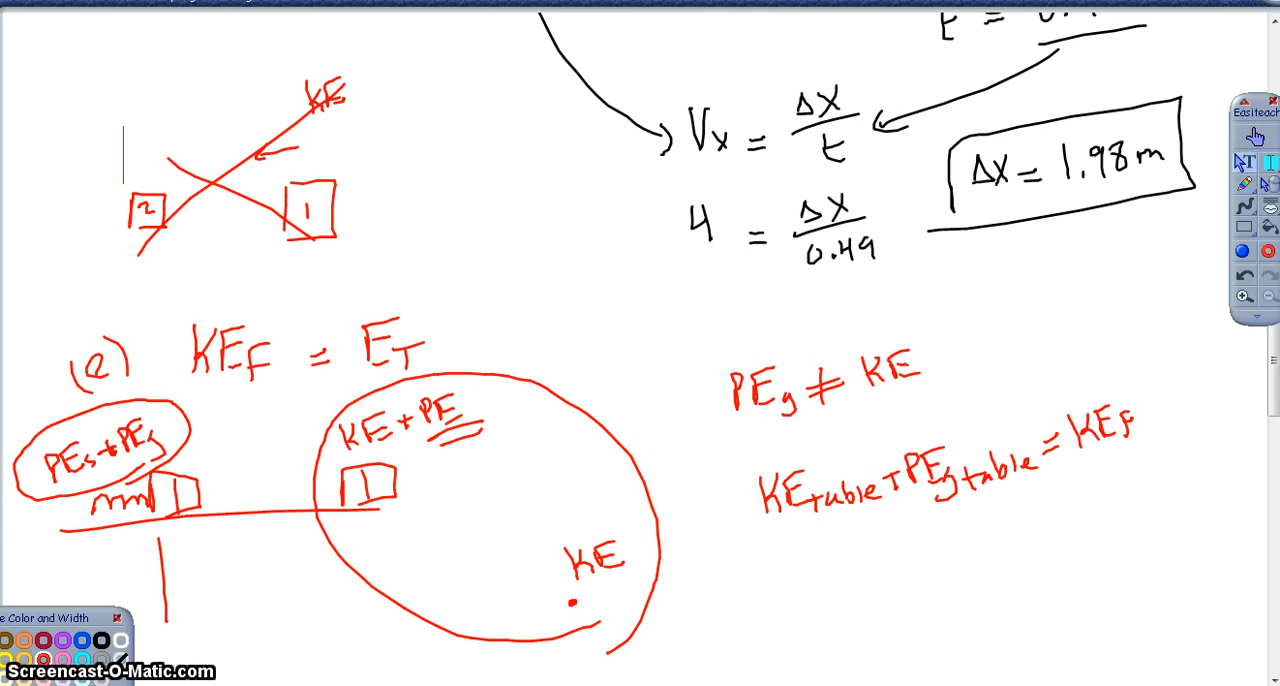 KE
Vx = Δx / t
Δx = 1.98m
4 = Δx / 0.49
2
1
(e) KEF = ET
PEg ≠ KE
PEs + PEg
KE + PE
KEtable + PEg table = KEF
1
1
KE
Easiteach
e Color and Width
Screencast-O-Matic.com